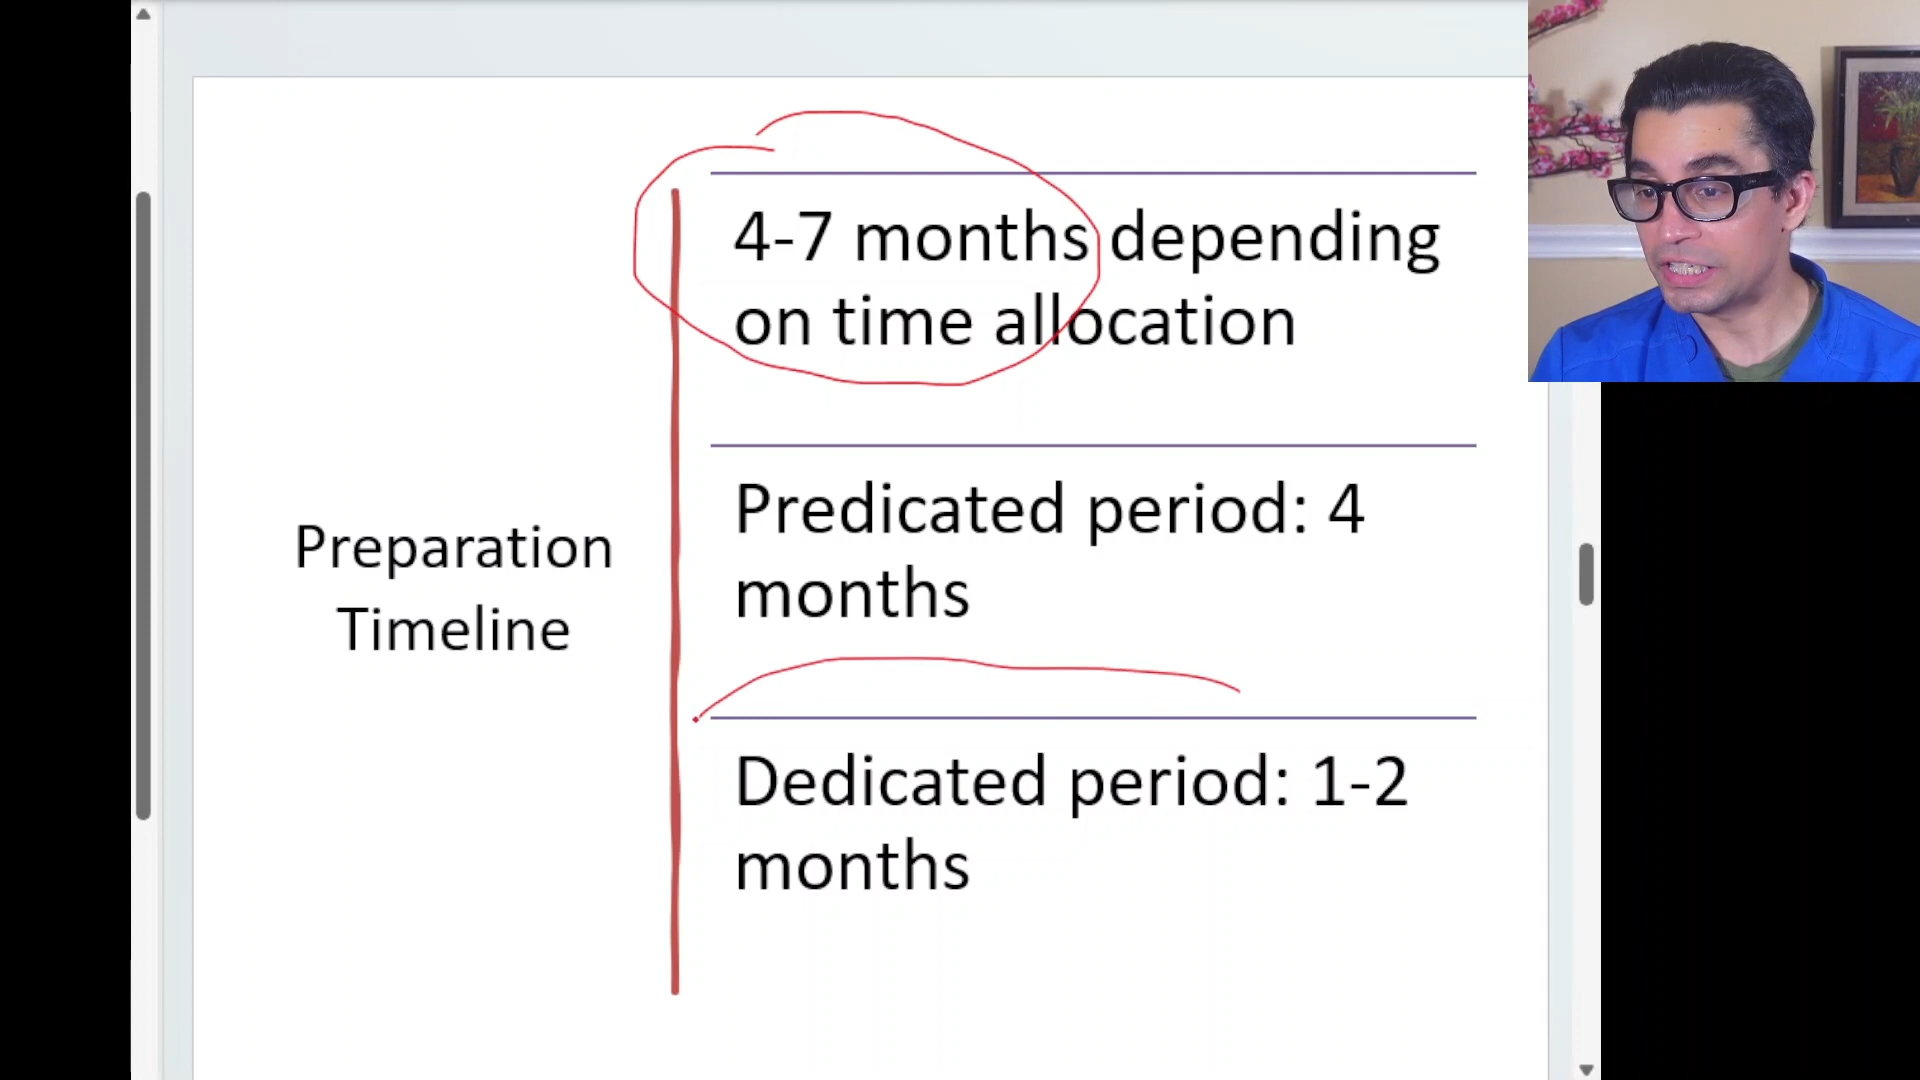 Preparation
Timeline
4-7 months depending
on time allocation
Predicated period: 4
months
Dedicated period: 1-2
months